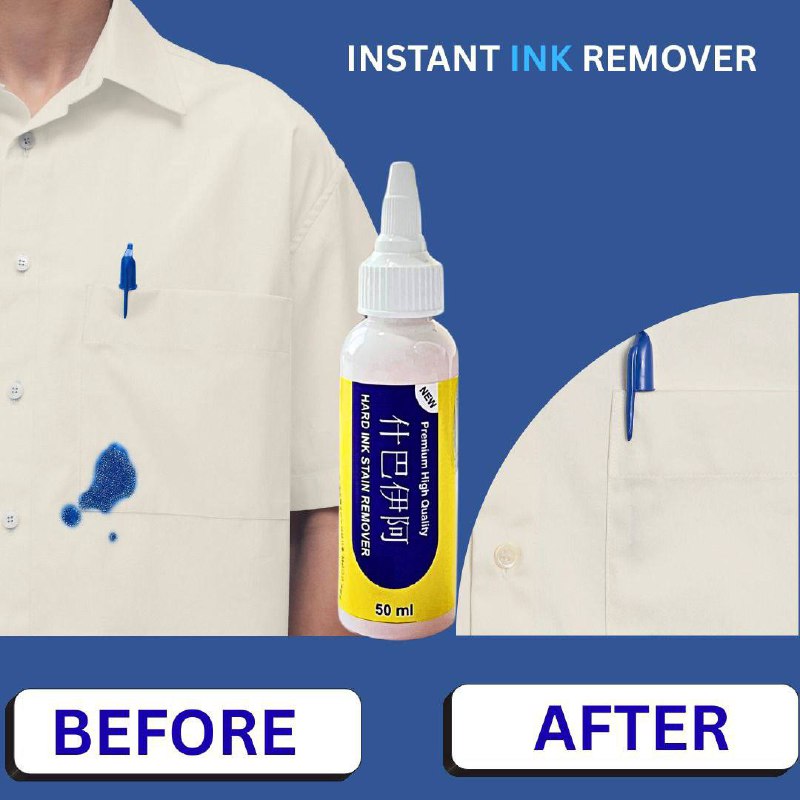 INSTANT INK REMOVER
NEW
Premium High Quality
什巴伊阿
HARD INK STAIN REMOVER
50 ml
BEFORE
AFTER